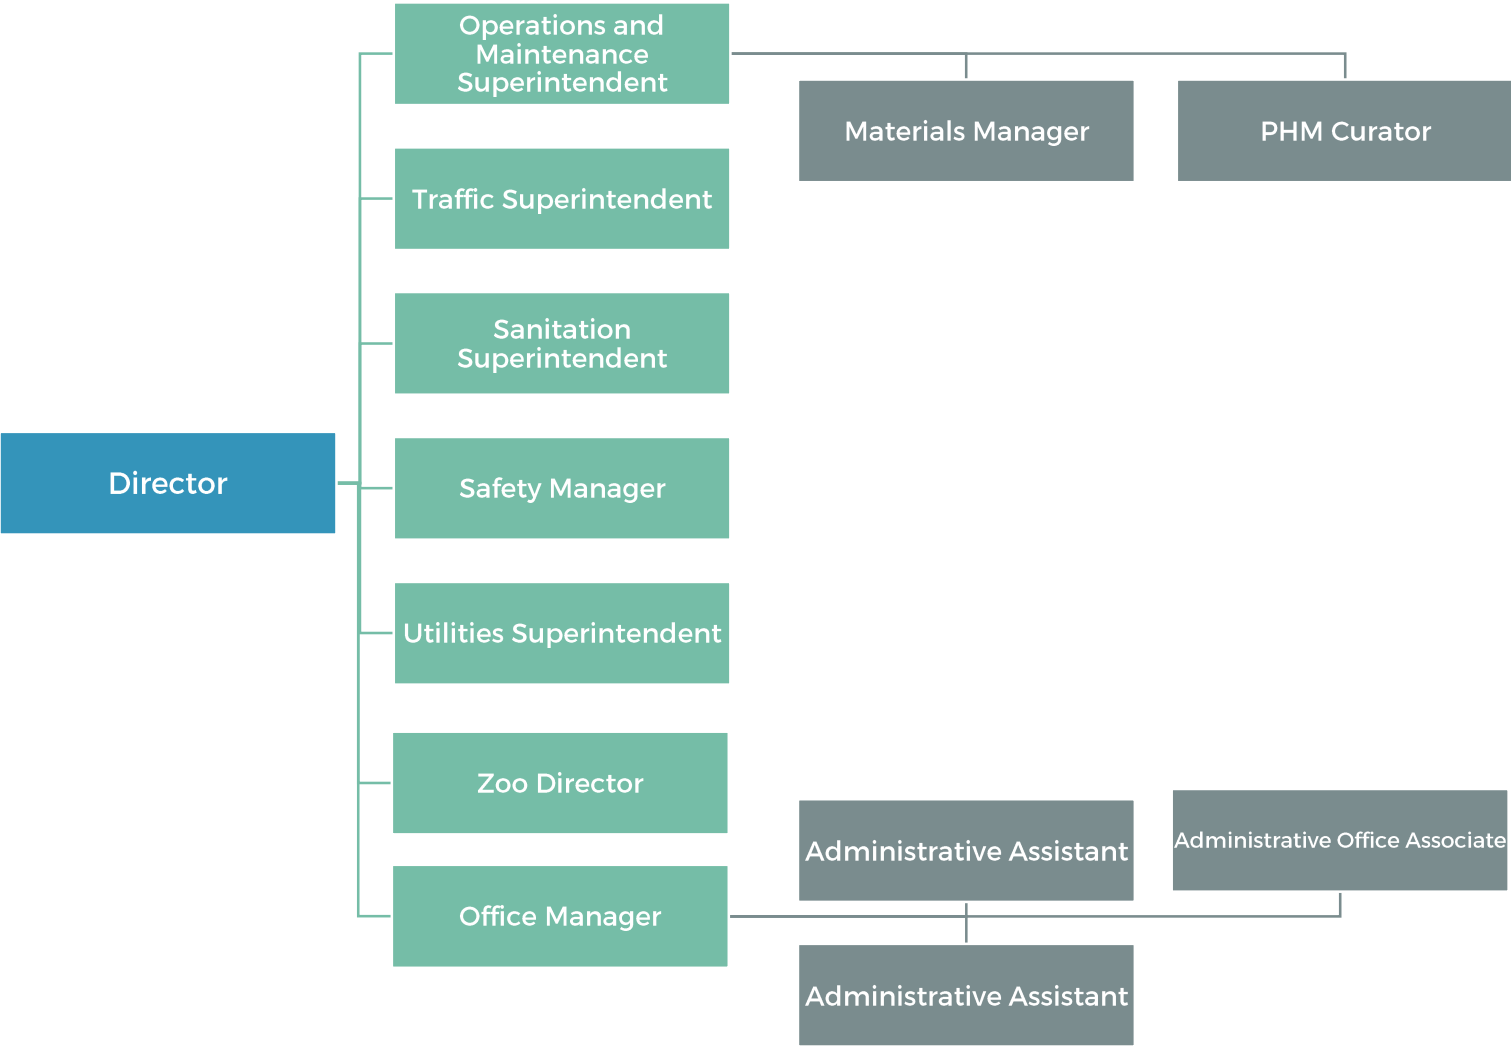 Operations and
Maintenance
Superintendent
Materials Manager
PHM Curator
Traffic Superintendent
Sanitation
Superintendent
Director
Safety Manager
Utilities Superintendent
Zoo Director
Administrative Assistant
Administrative Office Associate
Office Manager
Administrative Assistant